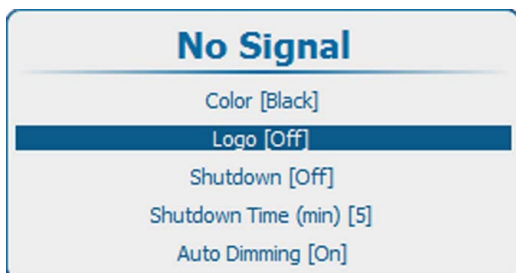 No Signal
Color [Black]
Logo [Off]
Shutdown [Off]
Shutdown Time (min) [5]
Auto Dimming [On]